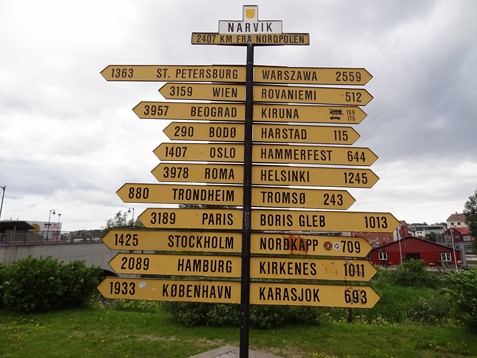 NARVIK
2407 KM FRA NORDPOLEN
1363 ST. PETERSBURG
WARSZAWA 2559
3159 WIEN
ROVANIEMI 512
3957 BEOGRAD
KIRUNA 169
175
290 BODØ
HARSTAD 115
1407 OSLO
HAMMERFEST 644
3978 ROMA
HELSINKI 1245
880 TRONDHEIM
TROMSØ 243
3189 PARIS
BORIS GLEB 1013
1425 STOCKHOLM
NORDKAPP 709
2089 HAMBURG
KIRKENES 1011
1933 KØBENHAVN
KARASJOK 693